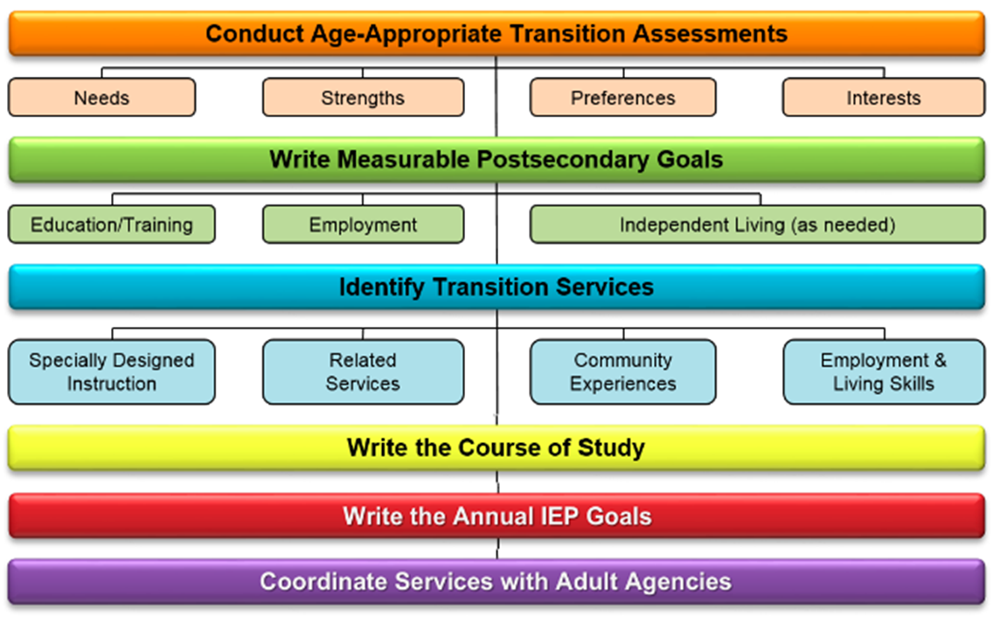 Conduct Age-Appropriate Transition Assessments
Needs
Strengths
Preferences
Interests
Write Measurable Postsecondary Goals
Education/Training
Employment
Independent Living (as needed)
Identify Transition Services
Specially Designed
Instruction
Related
Services
Community
Experiences
Employment &
Living Skills
Write the Course of Study
Write the Annual IEP Goals
Coordinate Services with Adult Agencies